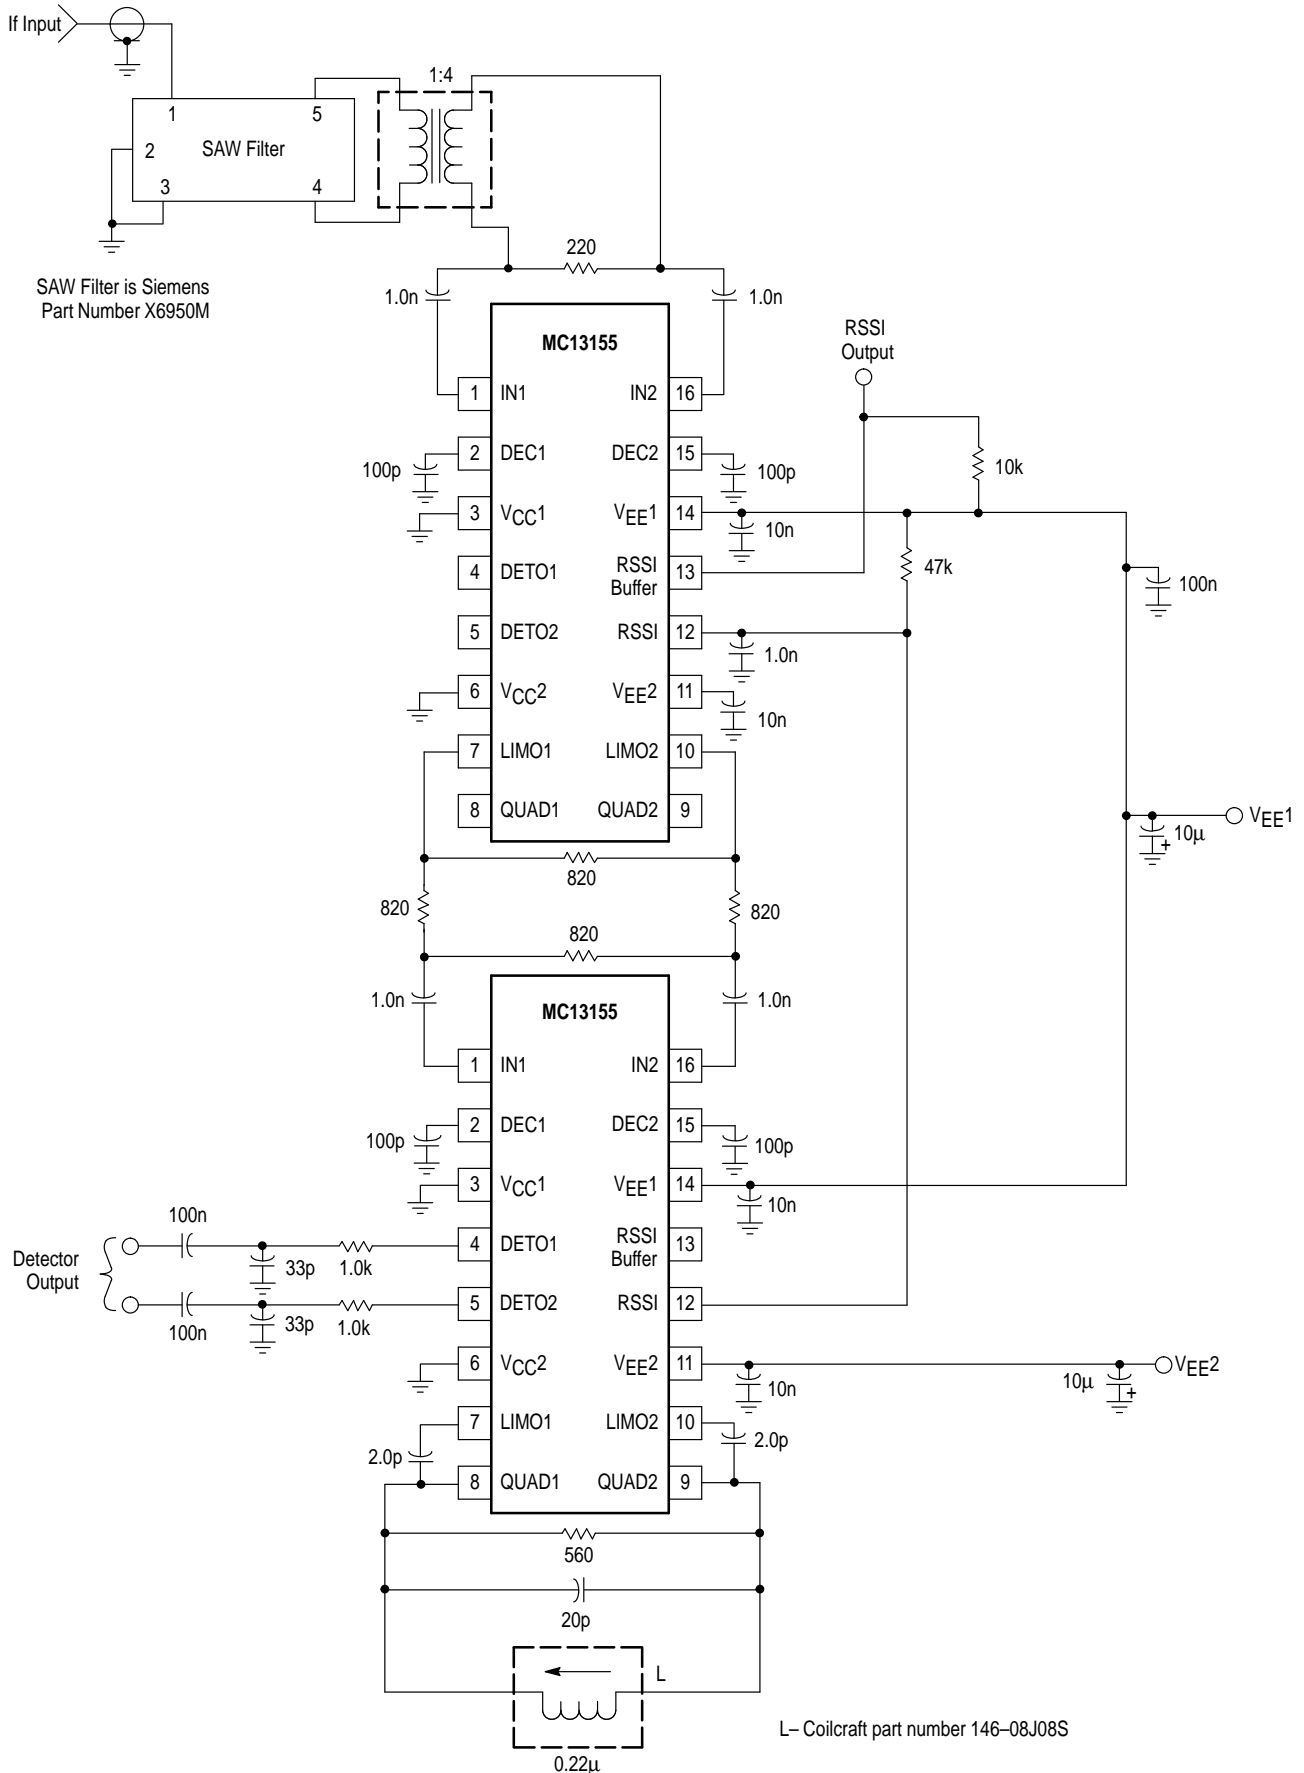 If Input
1:4
1
5
SAW Filter
2
3
4
220
SAW Filter is Siemens
Part Number X6950M
1.0n
1.0n
MC13155
RSSI
Output
1
IN1
IN2
16
2
DEC1
DEC2
15
100p
100p
10k
3
VCC1
VEE1
14
10n
4
DETO1
RSSI
Buffer
13
47k
100n
5
DETO2
RSSI
12
1.0n
6
VCC2
VEE2
11
10n
7
LIMO1
LIMO2
10
8
QUAD1
QUAD2
9
VEE1
10µ
+
820
820
820
820
1.0n
1.0n
MC13155
1
IN1
IN2
16
2
DEC1
DEC2
15
100p
100p
3
VCC1
VEE1
14
10n
100n
4
DETO1
RSSI
Buffer
13
Detector
Output
33p
1.0k
5
DETO2
RSSI
12
100n
33p
1.0k
6
VCC2
VEE2
11
VEE2
10n
10µ
+
7
LIMO1
LIMO2
10
2.0p
2.0p
8
QUAD1
QUAD2
9
560
20p
L
L– Coilcraft part number 146–08J08S
0.22µ